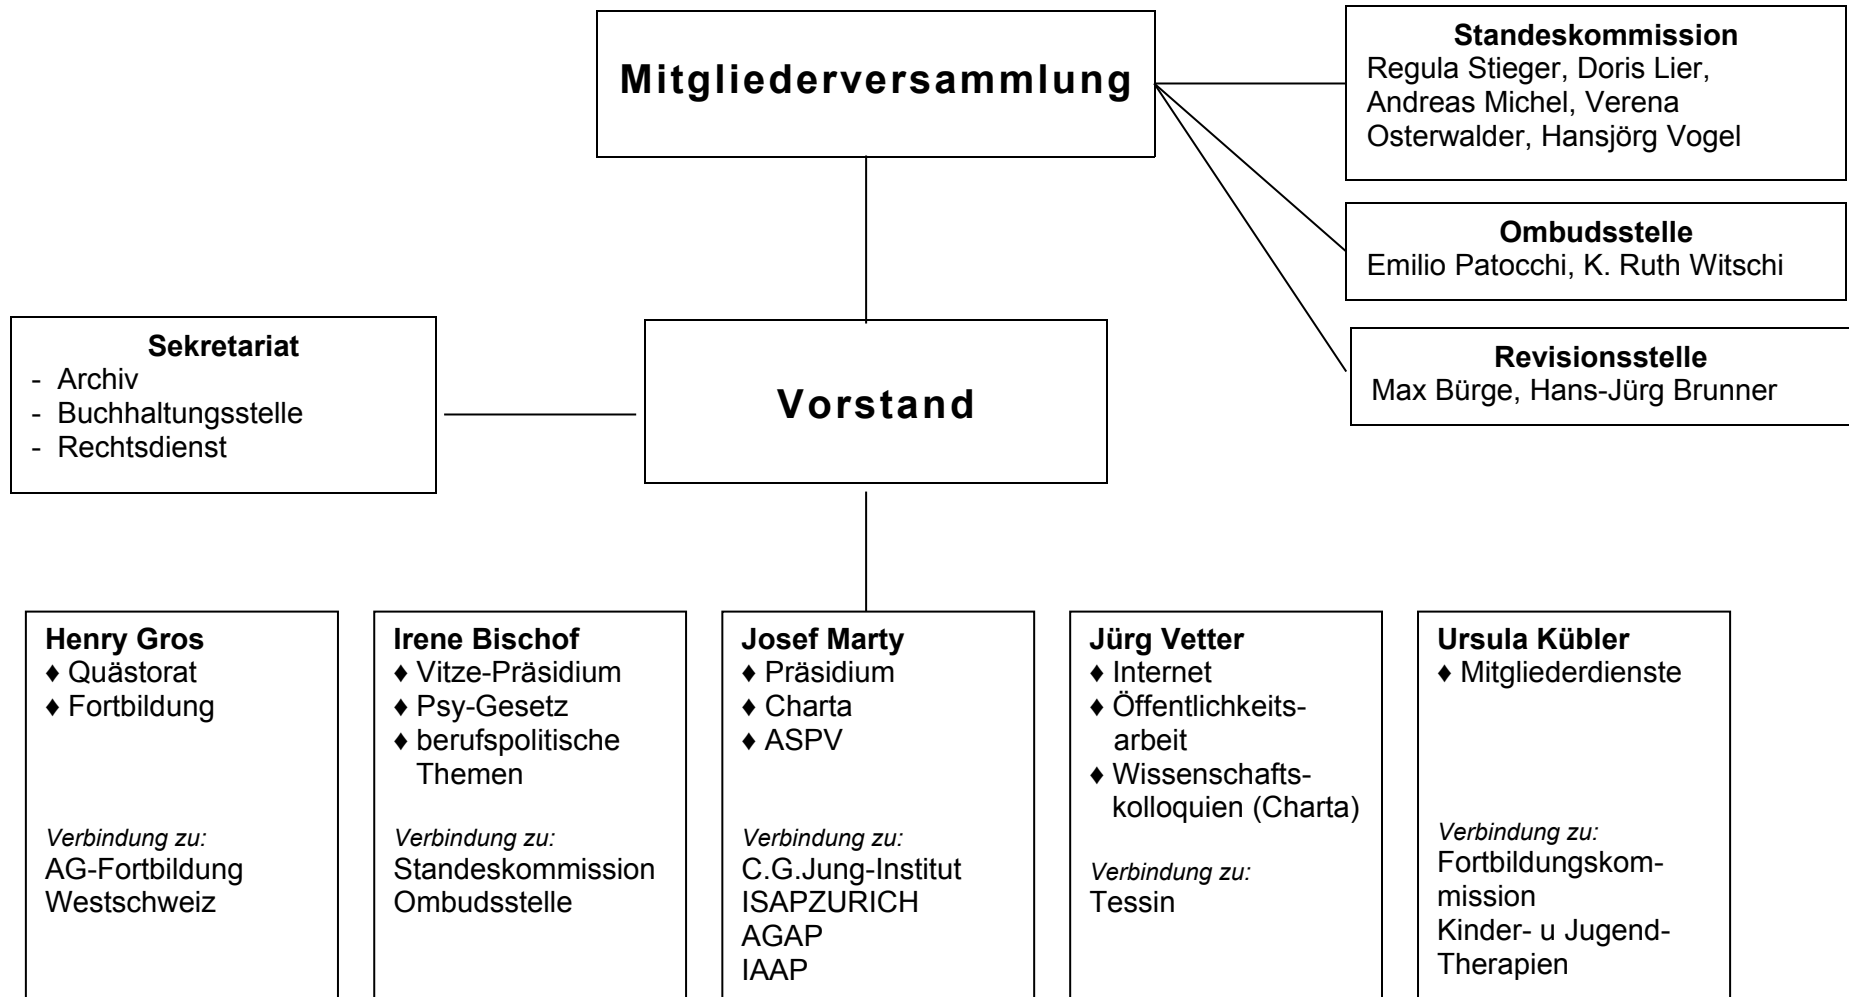 Mitgliederversammlung
Standeskommission
Regula Stieger, Doris Lier,
Andreas Michel, Verena
Osterwalder, Hansjörg Vogel
Ombudsstelle
Emilio Patocchi, K. Ruth Witschi
Revisionsstelle
Max Bürge, Hans-Jürg Brunner
Sekretariat
- Archiv
- Buchhaltungsstelle
- Rechtsdienst
Vorstand
Henry Gros
♦ Quästorat
♦ Fortbildung
Verbindung zu:
AG-Fortbildung
Westschweiz
Irene Bischof
♦ Vitze-Präsidium
♦ Psy-Gesetz
♦ berufspolitische
Themen
Verbindung zu:
Standeskommission
Ombudsstelle
Josef Marty
♦ Präsidium
♦ Charta
♦ ASPV
Verbindung zu:
C.G.Jung-Institut
ISAPZURICH
AGAP
IAAP
Jürg Vetter
♦ Internet
♦ Öffentlichkeits-
arbeit
♦ Wissenschafts-
kolloquien (Charta)
Verbindung zu:
Tessin
Ursula Kübler
♦ Mitgliederdienste
Verbindung zu:
Fortbildungskom-
mission
Kinder- u Jugend-
Therapien